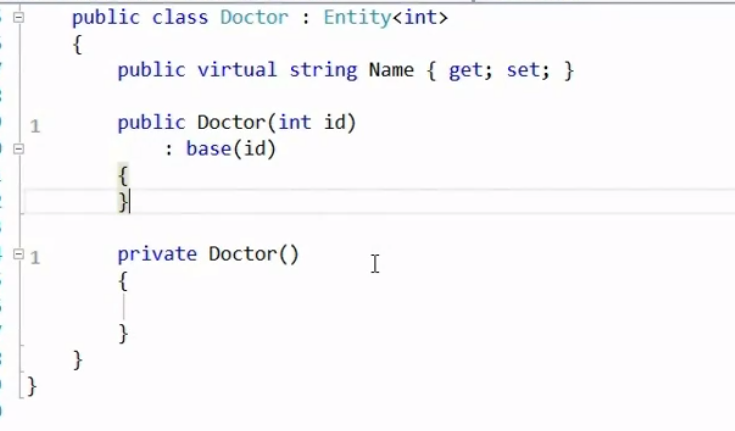 public class Doctor : Entity<int>
{
public virtual string Name { get; set; }
1 public Doctor(int id)
: base(id)
{
}
1 private Doctor()
{
}
}
}